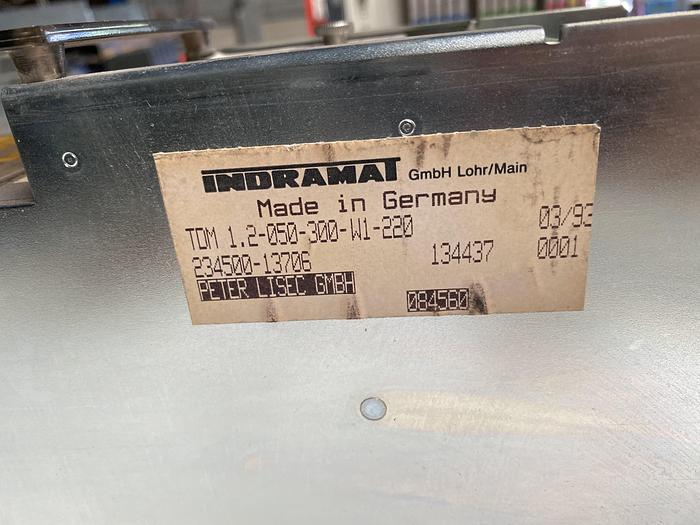 INDRAMAT GmbH Lohr/Main
Made in Germany
TDM 1.2-050-300-W1-220 03/93
234500-13706 134437 0001
PETER LISEC GMBH 084560